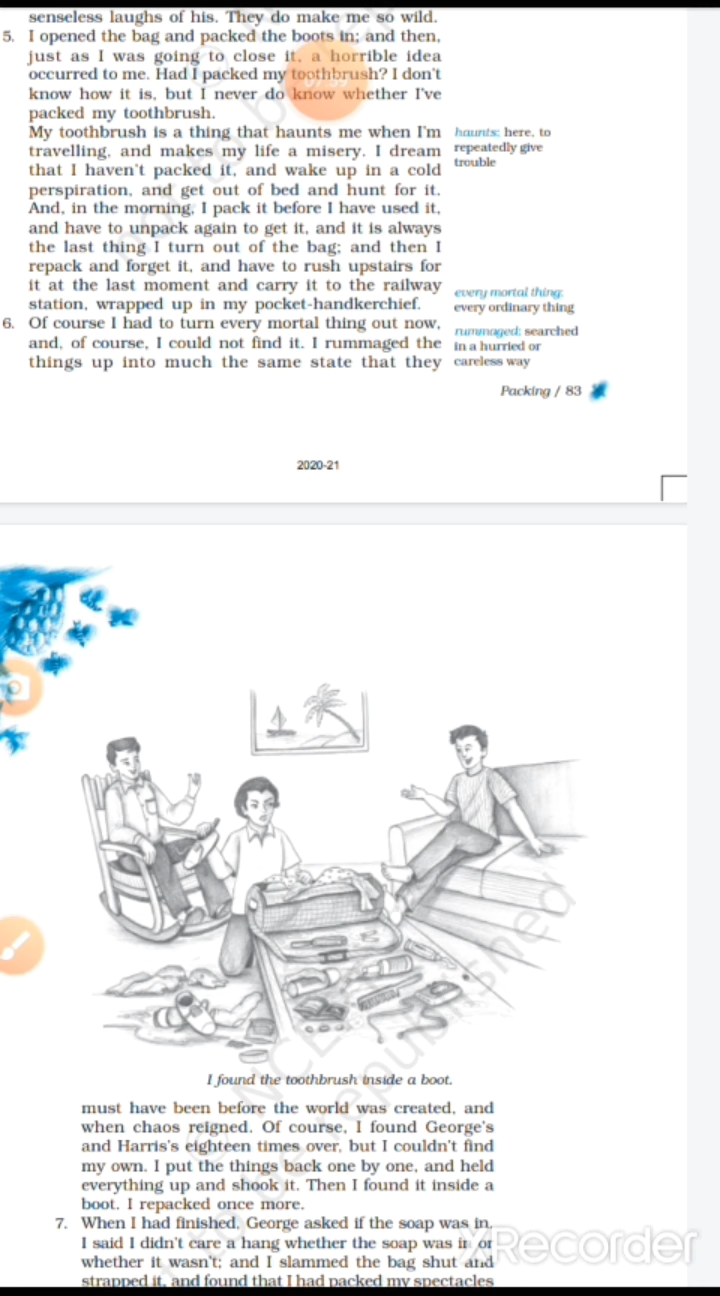 senseless laughs of his. They do make me so wild.
5. I opened the bag and packed the boots in; and then,
just as I was going to close it, a horrible idea
occurred to me. Had I packed my toothbrush? I don't
know how it is, but I never do know whether I've
packed my toothbrush.
My toothbrush is a thing that haunts me when I'm
travelling, and makes my life a misery. I dream
that I haven't packed it, and wake up in a cold
perspiration, and get out of bed and hunt for it.
And, in the morning, I pack it before I have used it,
and have to unpack again to get it, and it is always
the last thing I turn out of the bag; and then I
repack and forget it, and have to rush upstairs for
it at the last moment and carry it to the railway
station, wrapped up in my pocket-handkerchief.
haunts: here, to
repeatedly give
trouble
6. Of course I had to turn every mortal thing out now,
and, of course, I could not find it. I rummaged the
things up into much the same state that they
every mortal thing:
every ordinary thing
rummaged: searched
in a hurried or
careless way
Packing / 83
2020-21
I found the toothbrush inside a boot.
must have been before the world was created, and
when chaos reigned. Of course, I found George's
and Harris's eighteen times over, but I couldn't find
my own. I put the things back one by one, and held
everything up and shook it. Then I found it inside a
boot. I repacked once more.
7. When I had finished, George asked if the soap was in.
I said I didn't care a hang whether the soap was in or
whether it wasn't; and I slammed the bag shut and
strapped it, and found that I had packed my spectacles
XRecorder